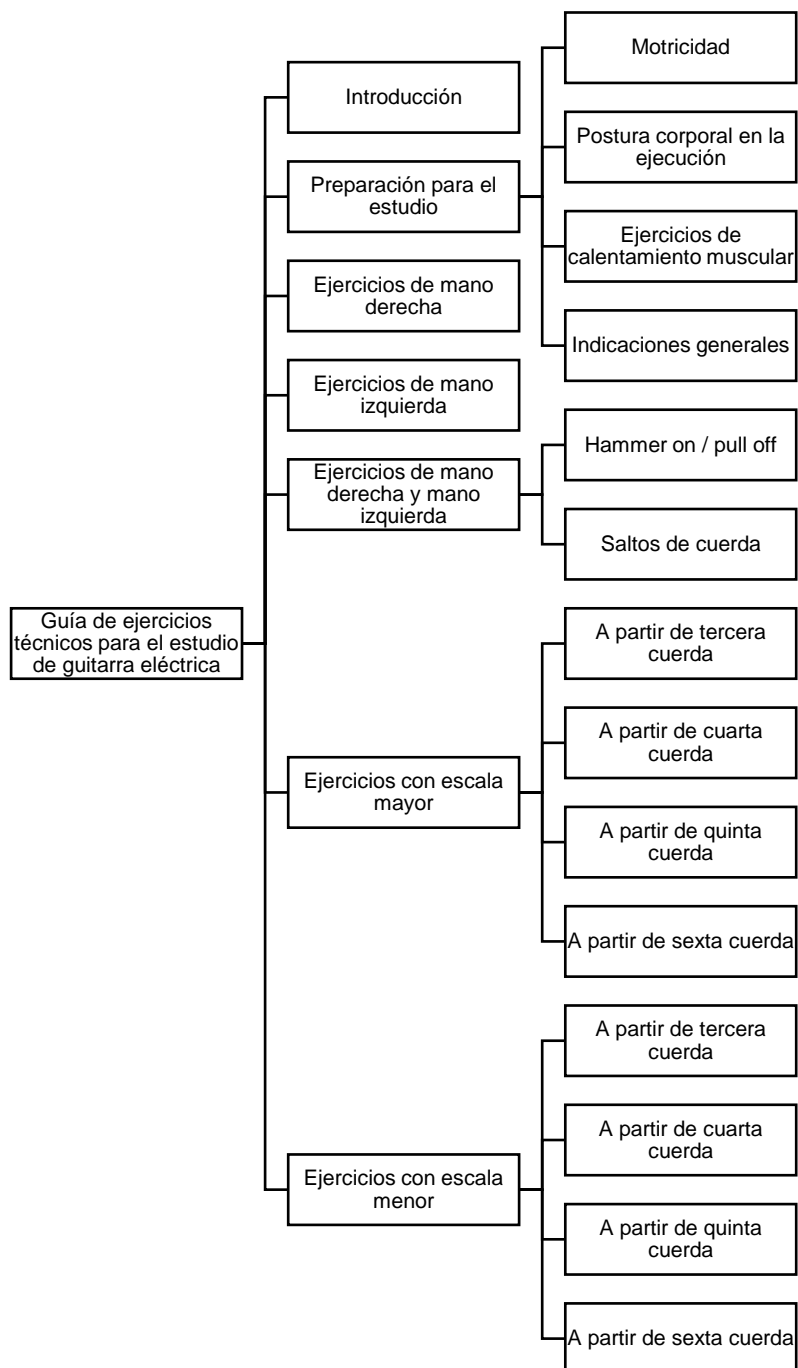 Guía de ejercicios
técnicos para el estudio
de guitarra eléctrica
Introducción
Preparación para el
estudio
Motricidad
Postura corporal en la
ejecución
Ejercicios de
calentamiento muscular
Indicaciones generales
Ejercicios de mano
derecha
Ejercicios de mano
izquierda
Ejercicios de mano
derecha y mano
izquierda
Hammer on / pull off
Saltos de cuerda
Ejercicios con escala
mayor
A partir de tercera
cuerda
A partir de cuarta
cuerda
A partir de quinta
cuerda
A partir de sexta cuerda
Ejercicios con escala
menor
A partir de tercera
cuerda
A partir de cuarta
cuerda
A partir de quinta
cuerda
A partir de sexta cuerda